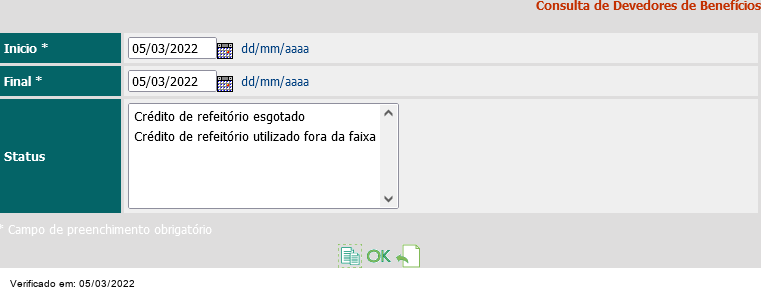 Consulta de Devedores de Benefícios
Inicio * 05/03/2022 dd/mm/aaaa
Final * 05/03/2022 dd/mm/aaaa
Status
Crédito de refeitório esgotado
Crédito de refeitório utilizado fora da faixa
* Campo de preenchimento obrigatório
OK
Verificado em: 05/03/2022